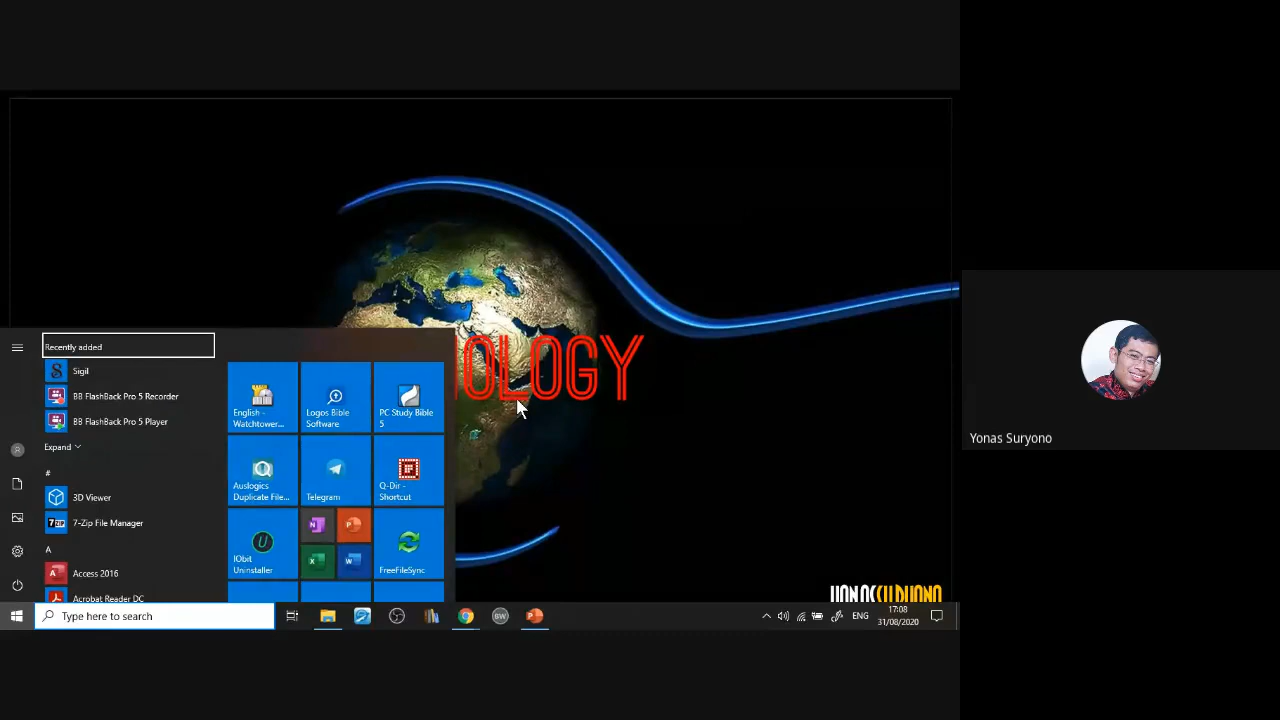 OLOGY
Recently added
Sigil
BB FlashBack Pro 5 Recorder
BB FlashBack Pro 5 Player
Expand
#
3D Viewer
7-Zip File Manager
A
Access 2016
Acrobat Reader DC
English -
Watchtower...
Logos Bible
Software
PC Study Bible
5
Auslogics
Duplicate File...
Telegram
Q-Dir -
Shortcut
IObit
Uninstaller
FreeFileSync
Type here to search
BW
ENG
17:08
31/08/2020
Yonas Suryono